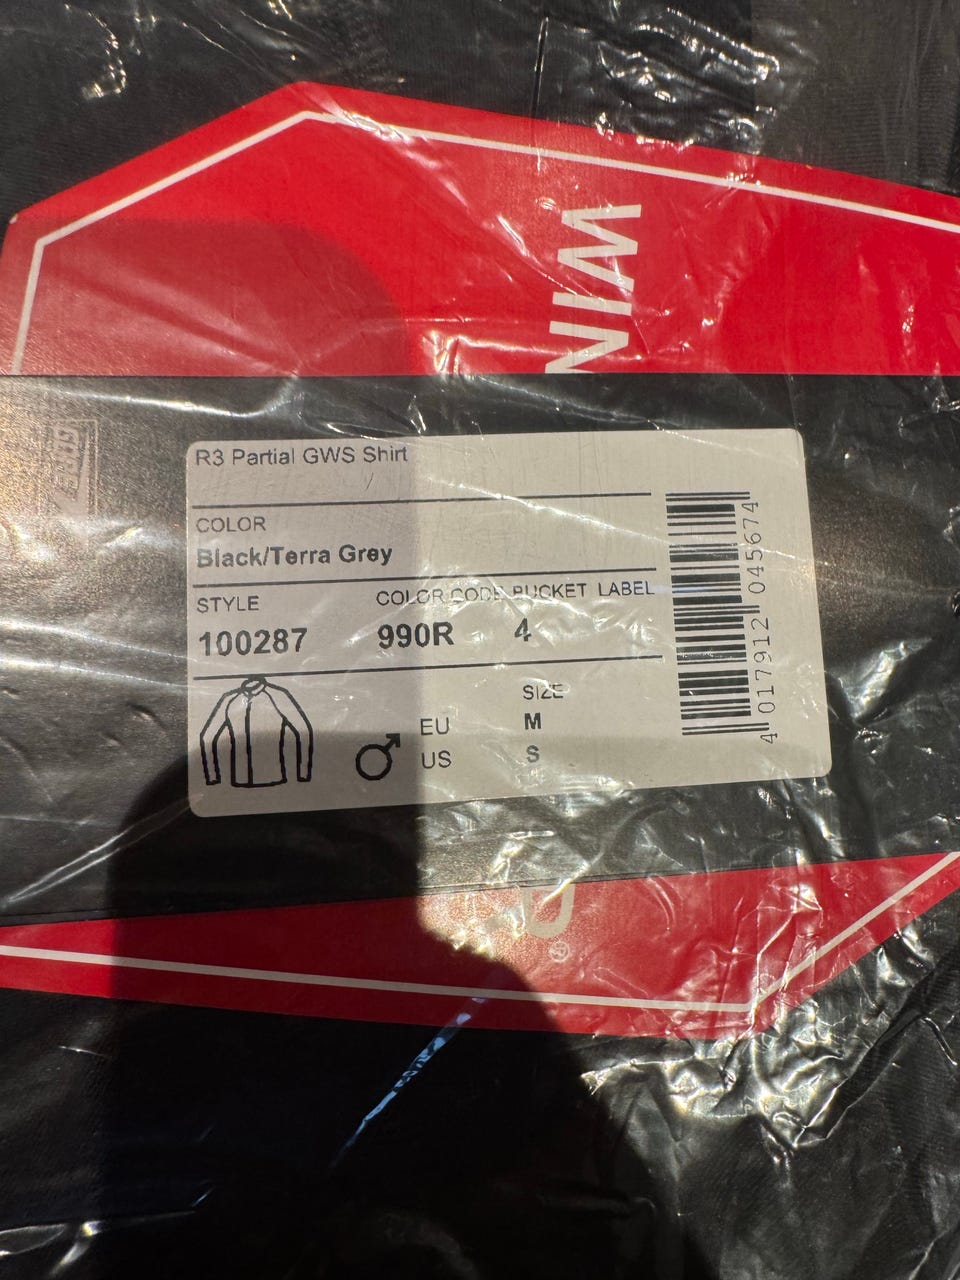 WIN
R3 Partial GWS Shirt
COLOR
Black/Terra Grey
STYLE COLOR CODE BUCKET LABEL
100287 990R 4
SIZE
EU M
US S
4 017912 045674
®